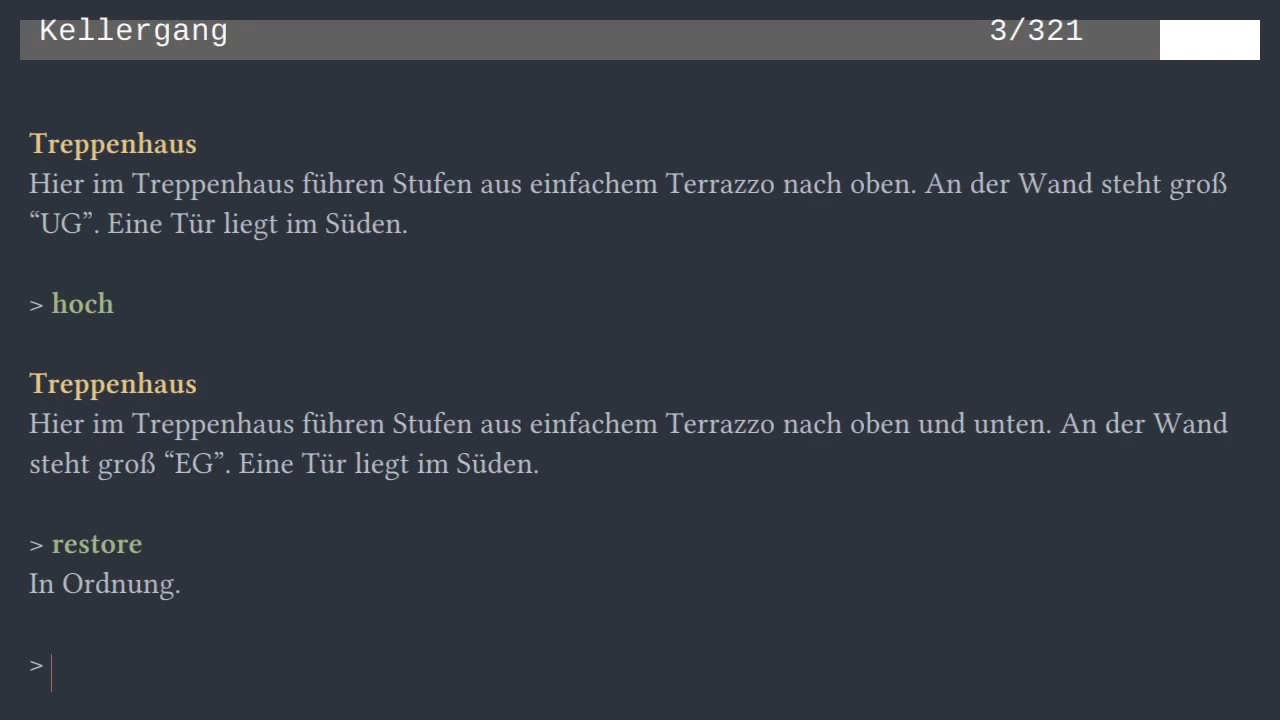 Kellergang 3/321
Treppenhaus
Hier im Treppenhaus führen Stufen aus einfachem Terrazzo nach oben. An der Wand steht groß
“UG”. Eine Tür liegt im Süden.
> hoch
Treppenhaus
Hier im Treppenhaus führen Stufen aus einfachem Terrazzo nach oben und unten. An der Wand
steht groß “EG”. Eine Tür liegt im Süden.
> restore
In Ordnung.
>